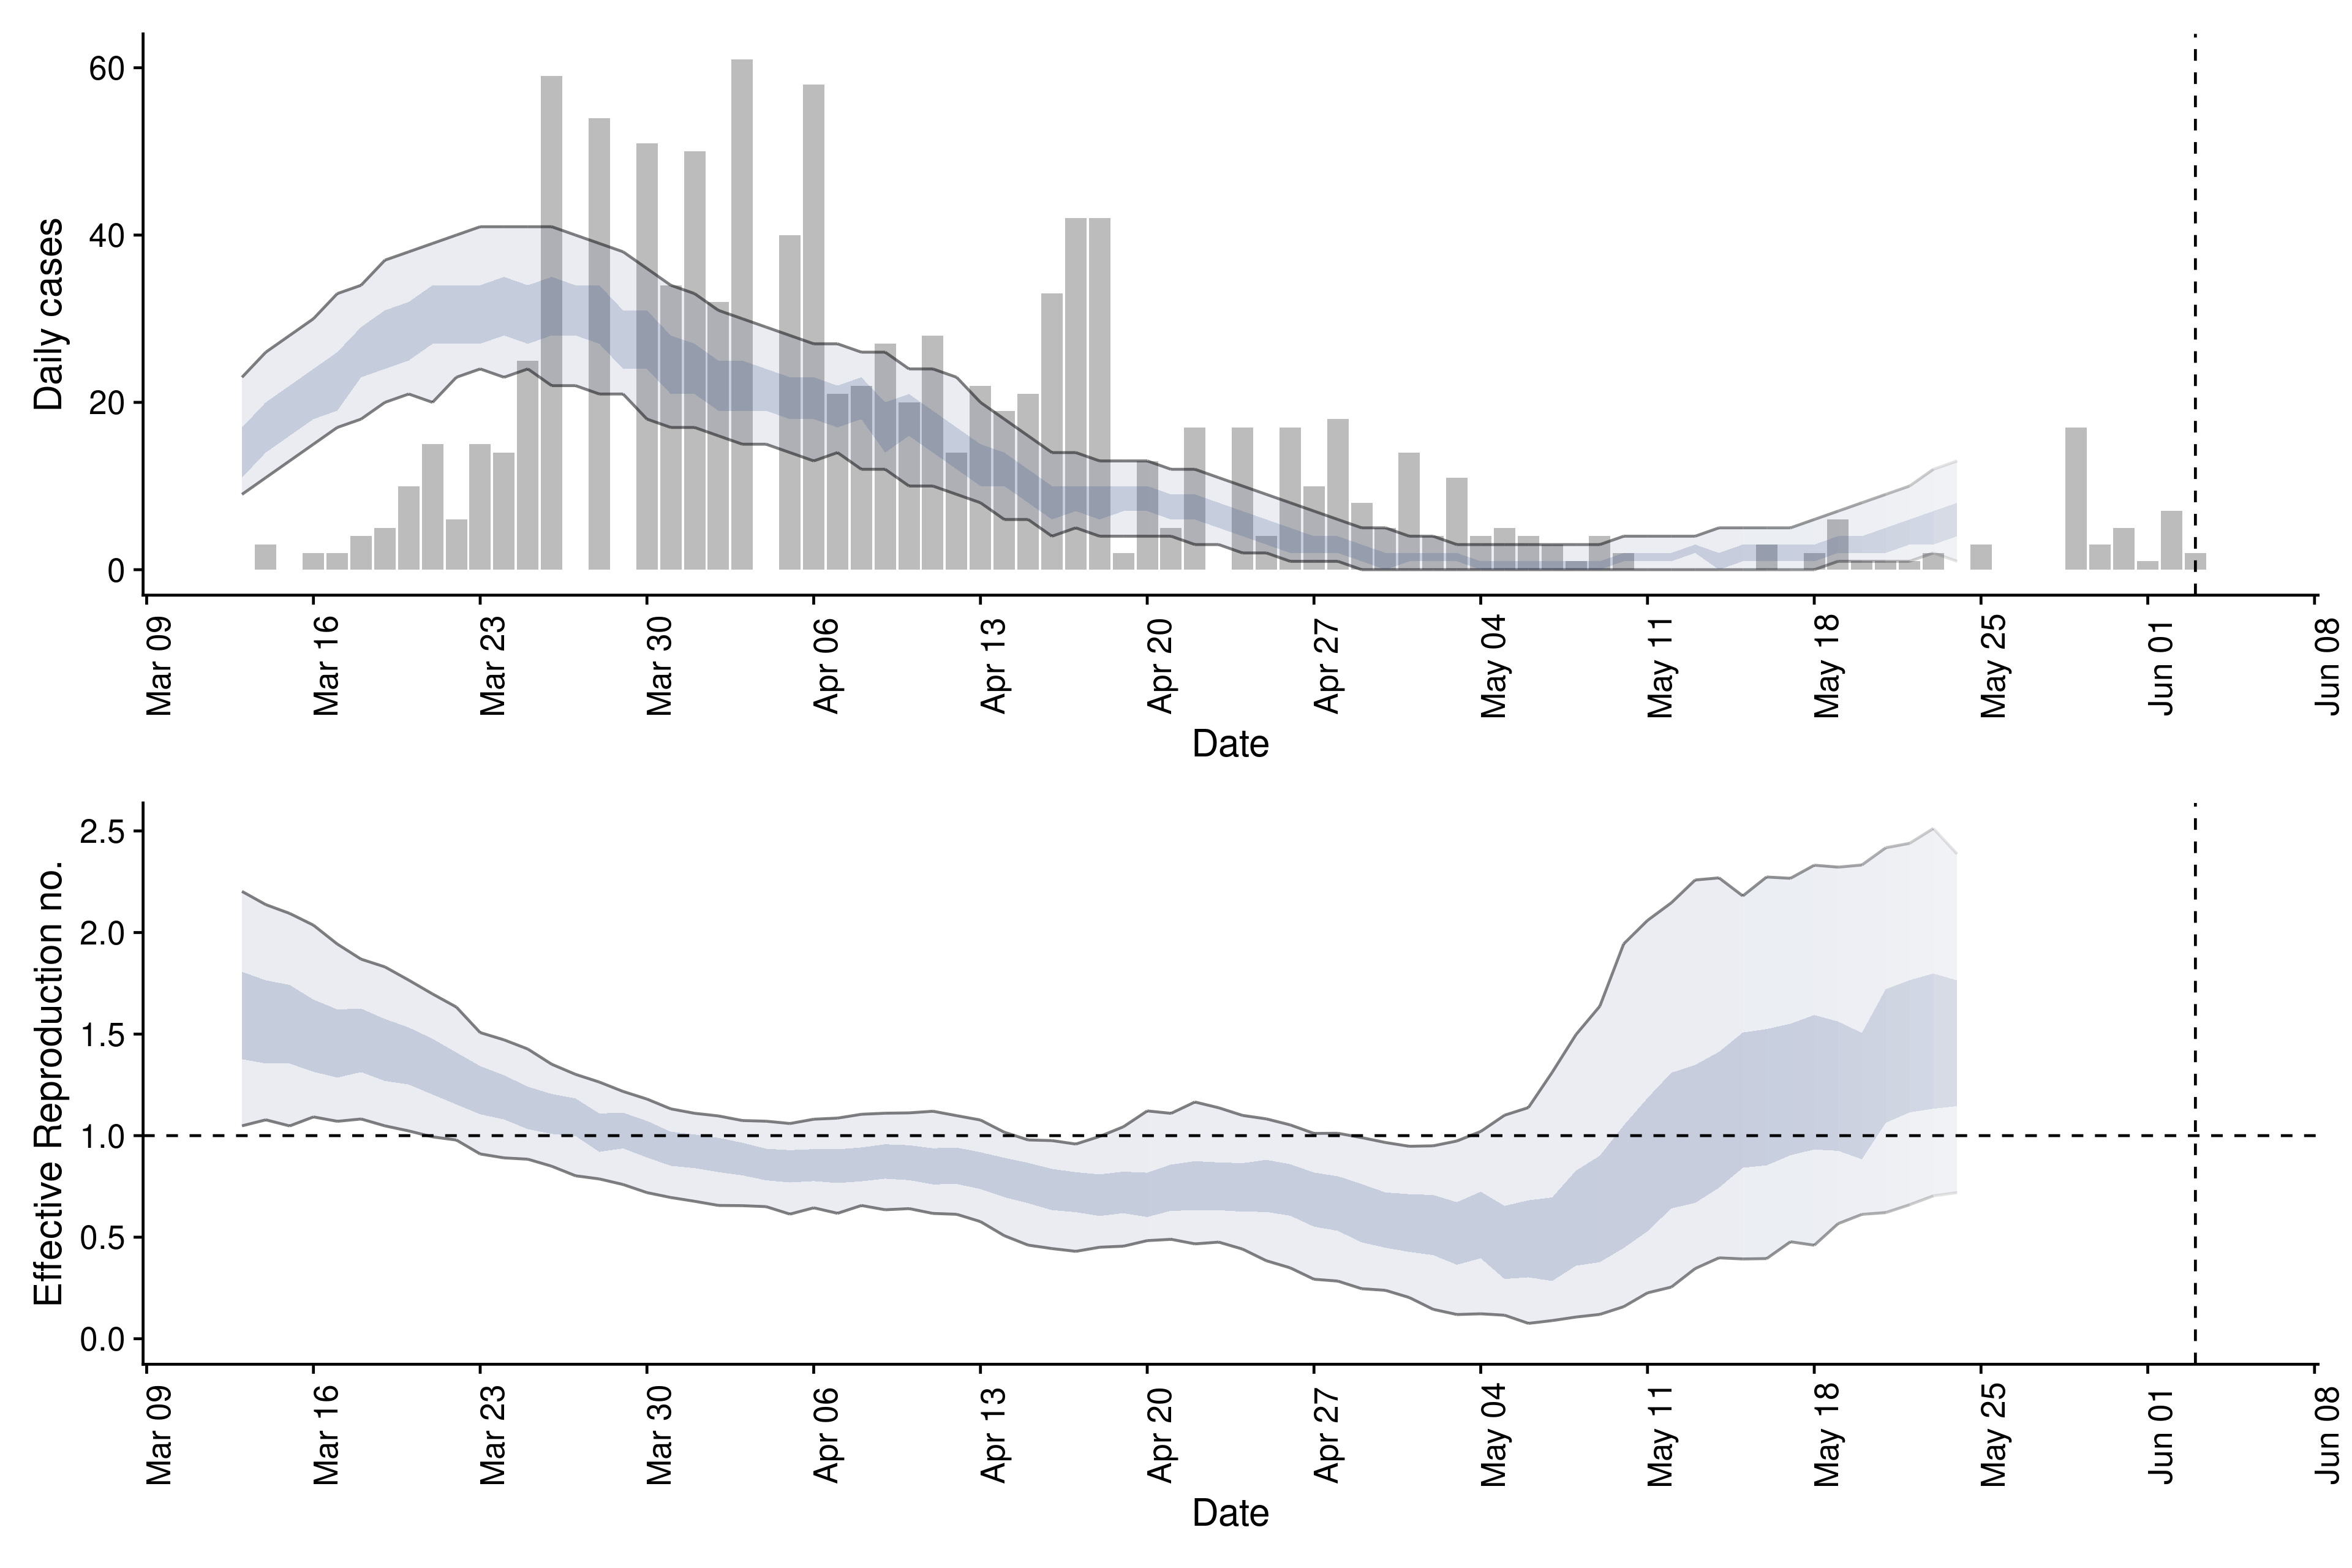 Daily cases
60
40
20
0
Mar 09
Mar 16
Mar 23
Mar 30
Apr 06
Apr 13
Apr 20
Apr 27
May 04
May 11
May 18
May 25
Jun 01
Jun 08
Date
Effective Reproduction no.
2.5
2.0
1.5
1.0
0.5
0.0
Mar 09
Mar 16
Mar 23
Mar 30
Apr 06
Apr 13
Apr 20
Apr 27
May 04
May 11
May 18
May 25
Jun 01
Jun 08
Date